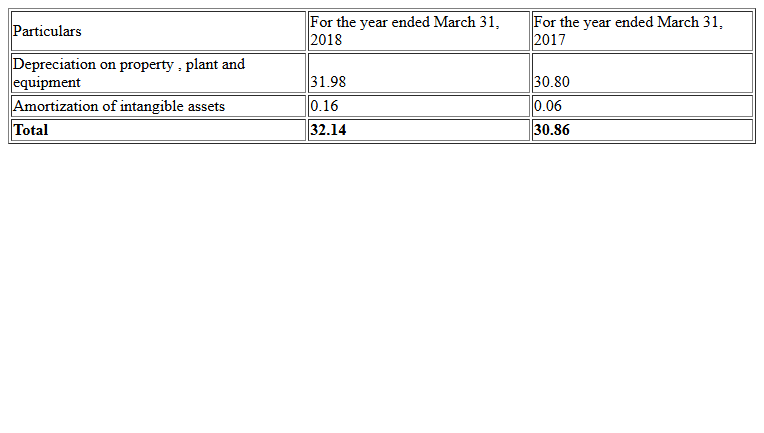 Particulars For the year ended March 31, 2018 For the year ended March 31, 2017
Depreciation on property , plant and equipment 31.98 30.80
Amortization of intangible assets 0.16 0.06
Total 32.14 30.86